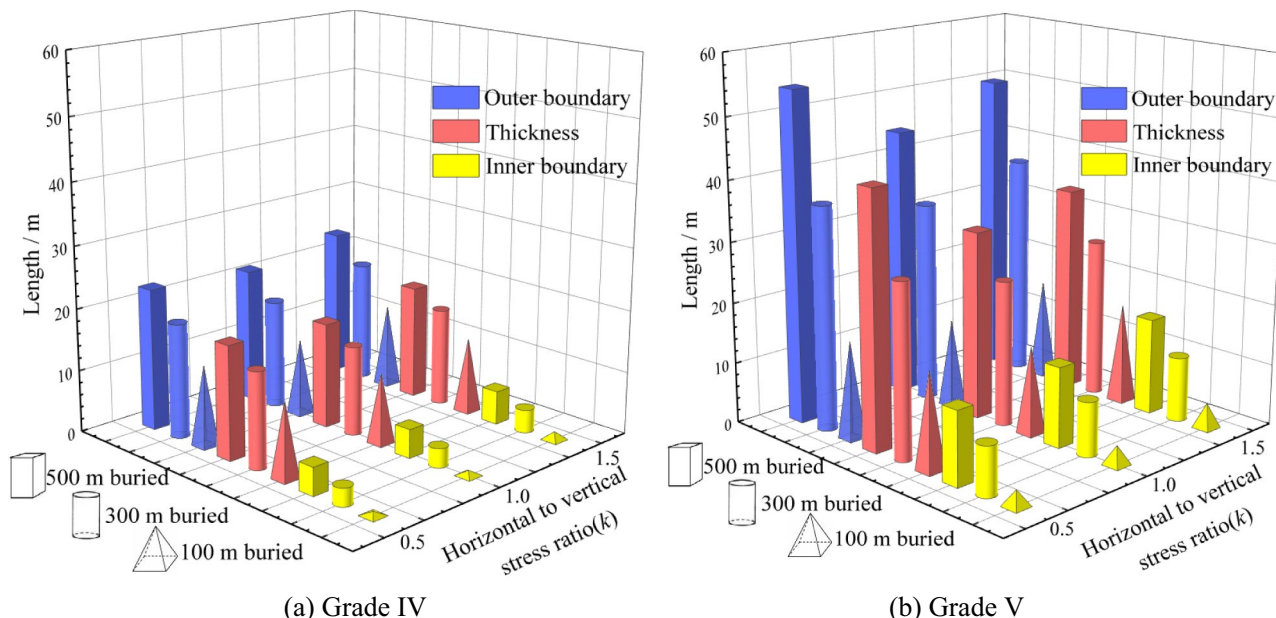 60
50
40
30
20
10
0
Length / m
Outer boundary
Thickness
Inner boundary
500 m buried
300 m buried
100 m buried
0.5
1.0
1.5
Horizontal to vertical
stress ratio(k)
(a) Grade IV
60
50
40
30
20
10
0
Length / m
Outer boundary
Thickness
Inner boundary
500 m buried
300 m buried
100 m buried
0.5
1.0
1.5
Horizontal to vertical
stress ratio(k)
(b) Grade V